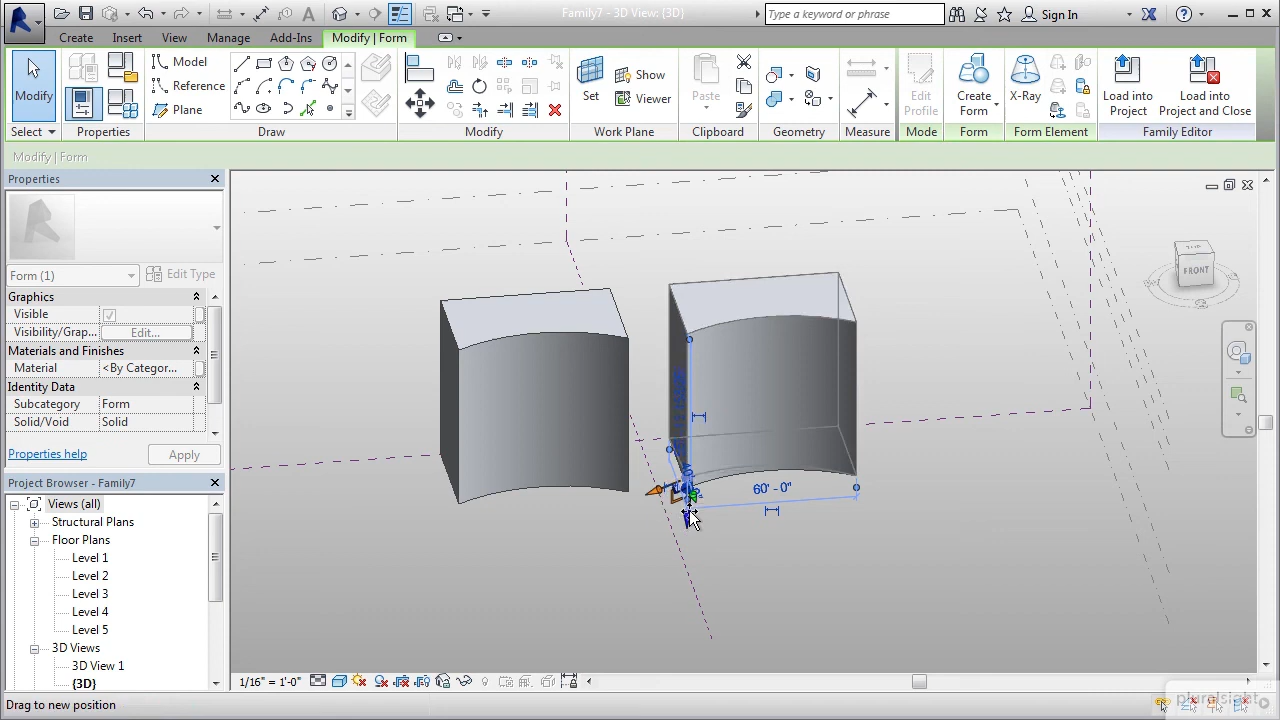 Family7 - 3D View: {3D}
Type a keyword or phrase
Sign In
Create
Insert
View
Manage
Add-Ins
Modify | Form
Modify
Select
Properties
Model
Reference
Plane
Draw
Modify
Set
Show
Viewer
Work Plane
Paste
Clipboard
Geometry
Measure
Edit
Profile
Mode
Create
Form
Form
X-Ray
Form Element
Load into
Project
Load into
Project and Close
Family Editor
Modify | Form
Properties
Form (1)
Edit Type
Graphics
Visible
Visibility/Grap...
Edit...
Materials and Finishes
Material
<By Categor...
Identity Data
Subcategory
Form
Solid/Void
Solid
Properties help
Apply
Project Browser - Family7
Views (all)
Structural Plans
Floor Plans
Level 1
Level 2
Level 3
Level 4
Level 5
3D Views
3D View 1
{3D}
TOP
FRONT
60' - 0"
1/16" = 1'-0"
Drag to new position
pluralsight